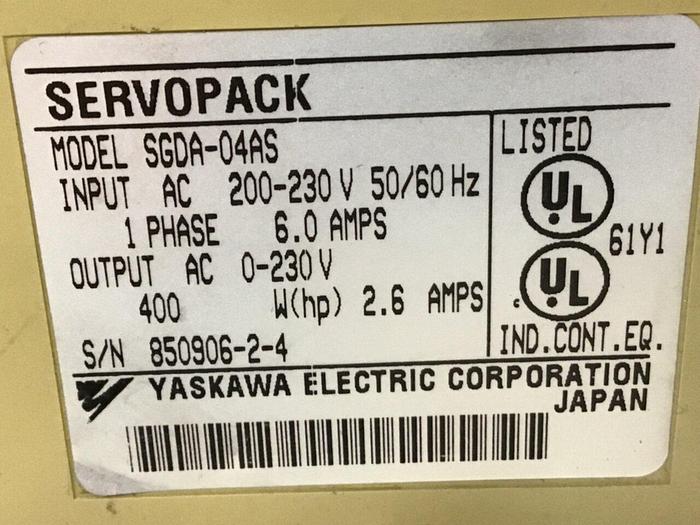 SERVOPACK
MODEL SGDA-04AS
INPUT AC 200-230 V 50/60 Hz
1 PHASE 6.0 AMPS
OUTPUT AC 0-230 V
400 W(hp) 2.6 AMPS
S/N 850906-2-4
LISTED
UL
61Y1
c UL
IND.CONT.EQ.
YASKAWA ELECTRIC CORPORATION
JAPAN